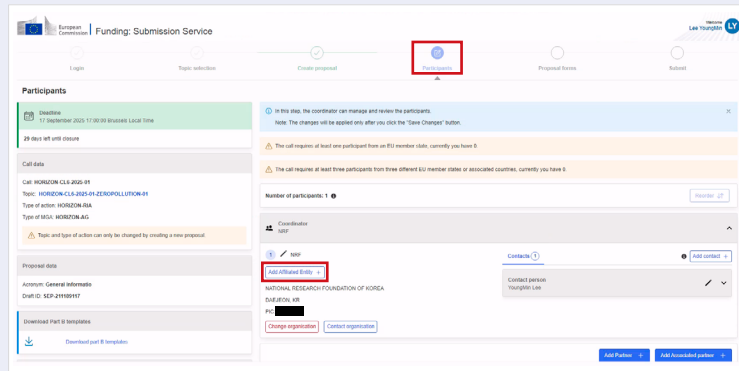 European
Commission
Funding: Submission Service
Welcome
Lee YoungMin
LY
Login
Topic selection
Create proposal
Participants
Proposal forms
Submit
Participants
Deadline
17 September 2025 17:00:00 Brussels Local Time
20 days left until closure
Call data
Call: HORIZON-CL6-2025-01
Topic: HORIZON-CL6-2025-01-ZEROPOLLUTION-01
Type of action: HORIZON-RIA
Type of MGA: HORIZON-AG
Topic and type of action can only be changed by creating a new proposal.
Proposal data
Acronym: General Informatio
Draft ID: SEP-211189117
Download Part B templates
Download part B templates
In this step, the coordinator can manage and review the participants.
Note: The changes will be applied only after you click the "Save Changes" button.
The call requires at least one participant from an EU member state, currently you have 0.
The call requires at least three participants from three different EU member states or associated countries, currently you have 0.
Number of participants: 1
Reorder
Coordinator
NRF
1 NRF
Add Affiliated Entity +
NATIONAL RESEARCH FOUNDATION OF KOREA
DAEJEON, KR
PIC:
Change organisation
Contact organisation
Contacts 1
Add contact +
Contact person
YoungMin Lee
Add Partner +
Add Associated partner +